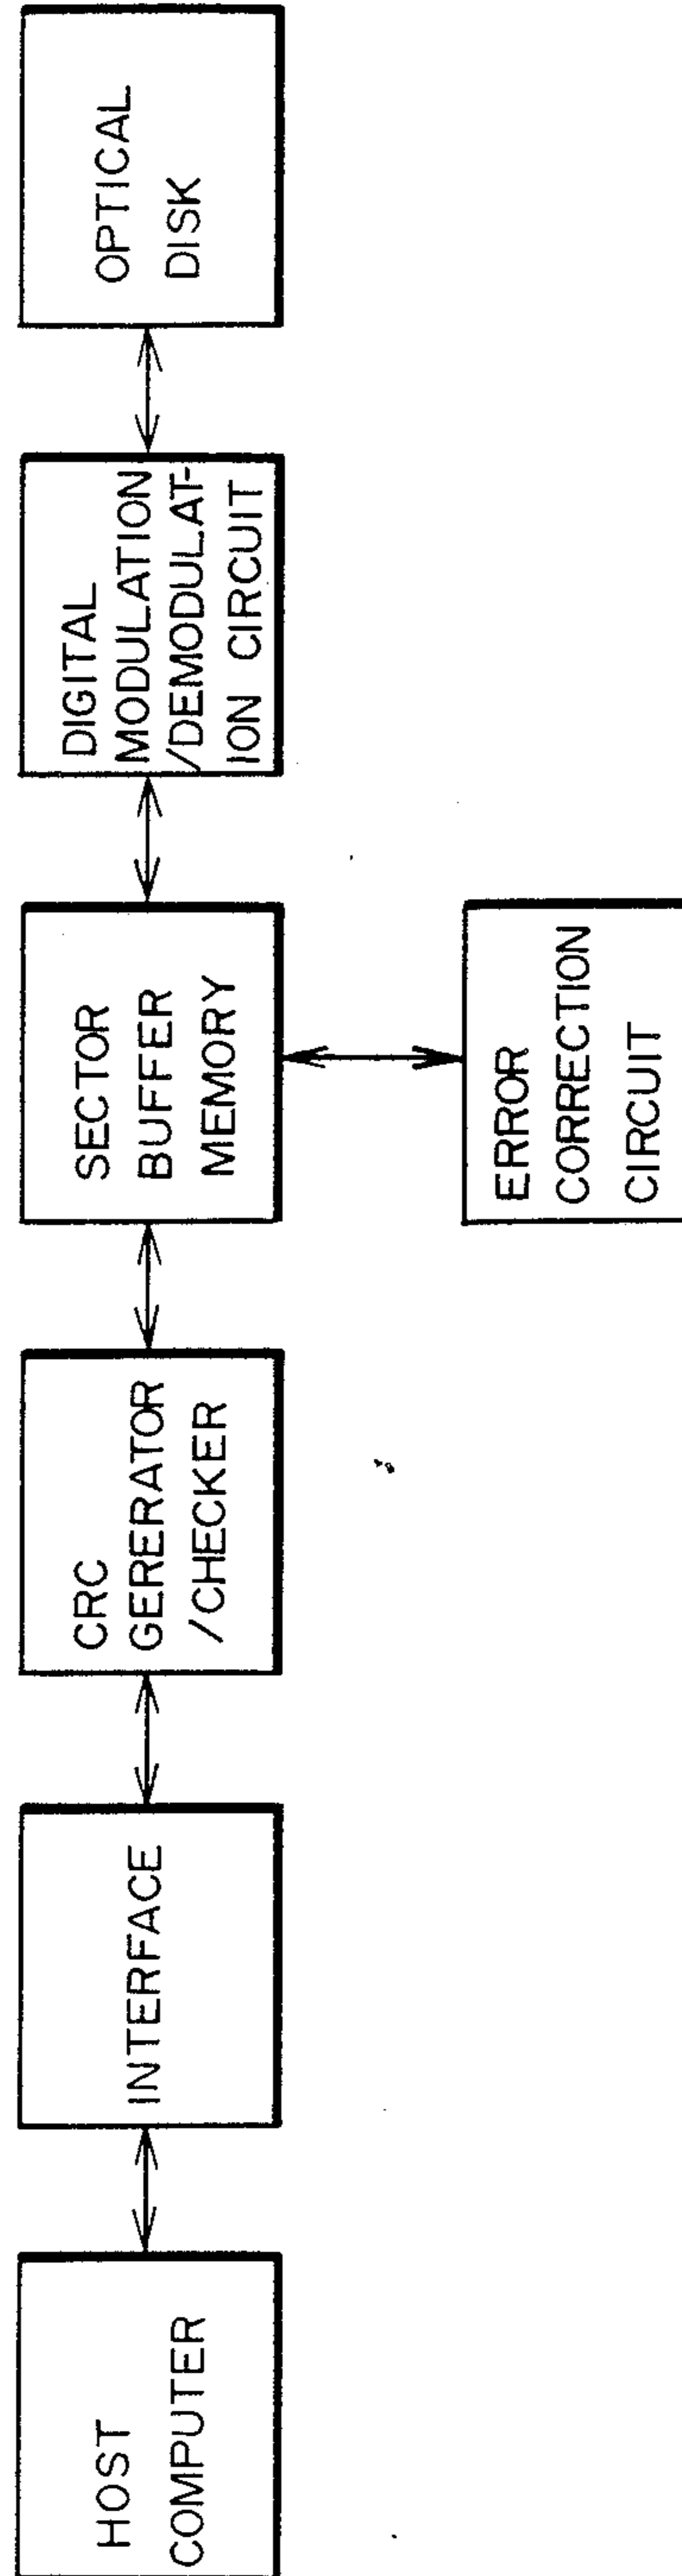 HOST
COMPUTER
INTERFACE
CRC
GERERATOR
/CHECKER
SECTOR
BUFFER
MEMORY
ERROR
CORRECTION
CIRCUIT
DIGITAL
MODULATION
/DEMODULAT-
ION CIRCUIT
OPTICAL
DISK